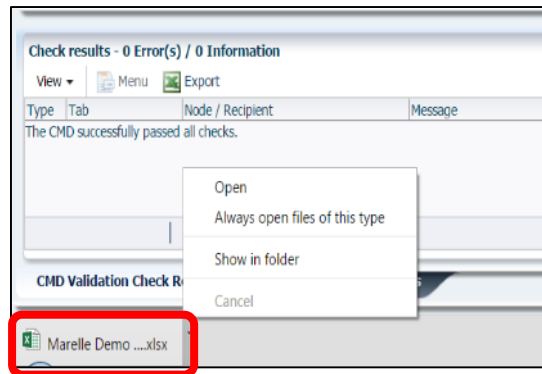 Check results - 0 Error(s) / 0 Information
View Menu Export
Type Tab Node / Recipient Message
The CMD successfully passed all checks.
Open
Always open files of this type
Show in folder
Cancel
CMD Validation Check R
Marelle Demo ....xlsx